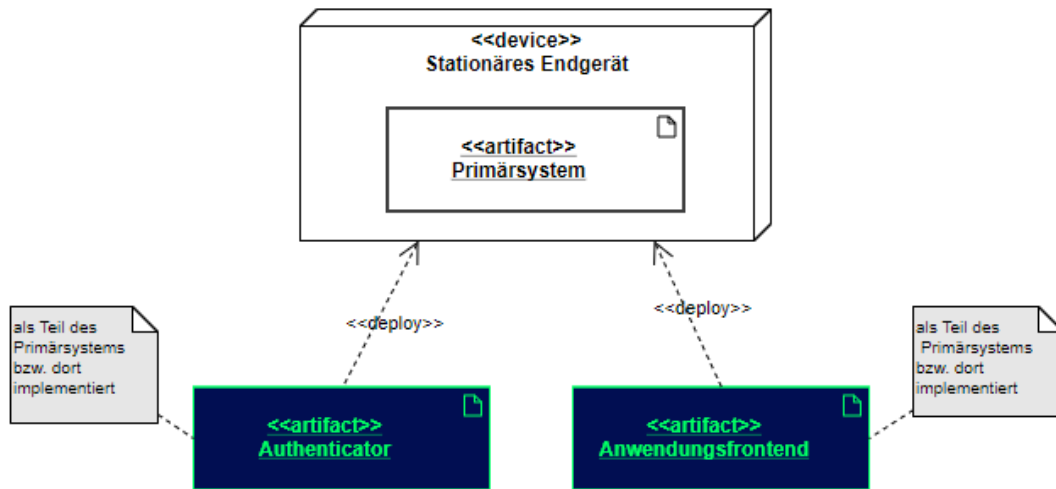 <<device>>
Stationäres Endgerät
<<artifact>>
Primärsystem
<<deploy>>
<<deploy>>
als Teil des
Primärsystems
bzw. dort
implementiert
als Teil des
Primärsystems
bzw. dort
implementiert
<<artifact>>
Authenticator
<<artifact>>
Anwendungsfrontend